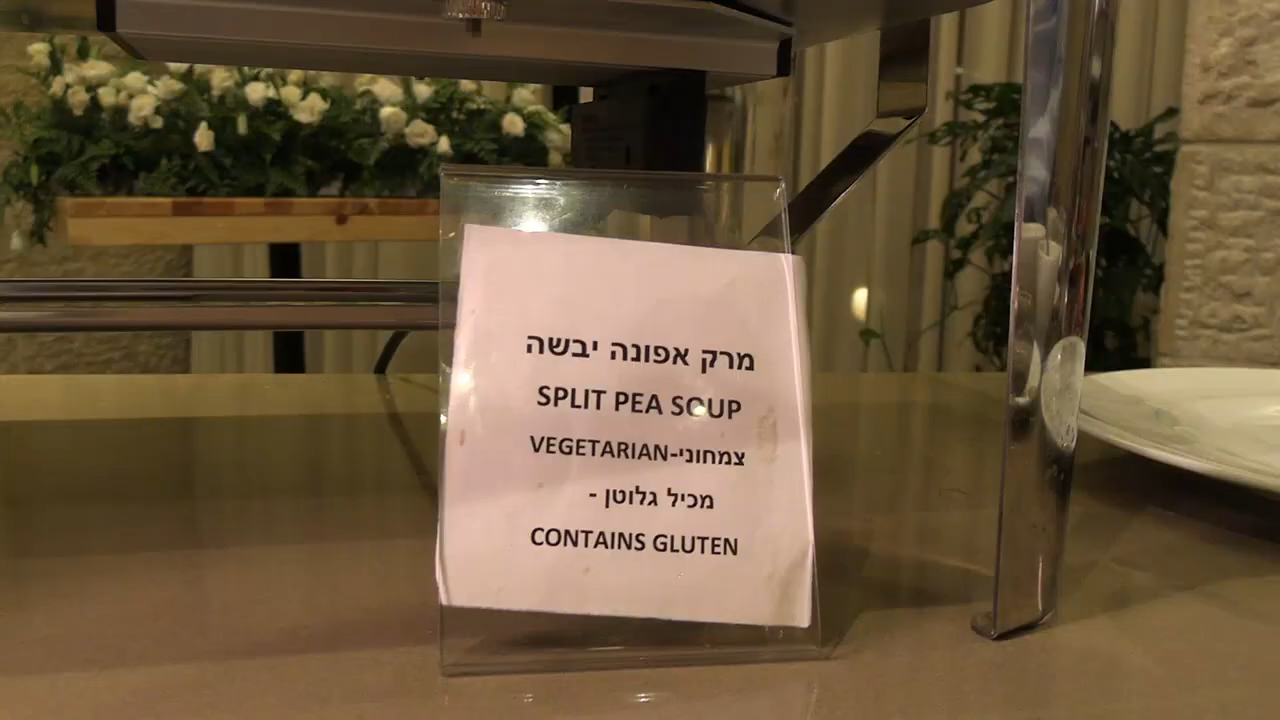 מרק אפונה יבשה
SPLIT PEA SOUP
VEGETARIAN-צמחוני
מכיל גלוטן -
CONTAINS GLUTEN